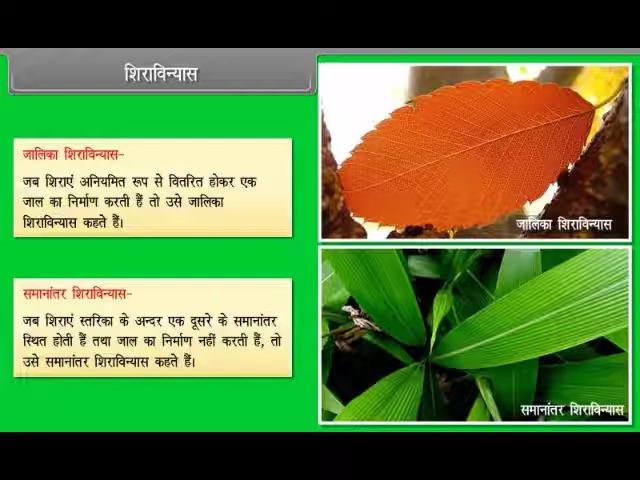 शिराविन्यास
जालिका शिराविन्यास-
जब शिराएं अनियमित रूप से वितरित होकर एक
जाल का निर्माण करती हैं तो उसे जालिका
शिराविन्यास कहते हैं।
जालिका शिराविन्यास
समानांतर शिराविन्यास-
जब शिराएं स्तरिका के अन्दर एक दूसरे के समानांतर
स्थित होती हैं तथा जाल का निर्माण नहीं करती हैं, तो
उसे समानांतर शिराविन्यास कहते हैं।
समानांतर शिराविन्यास